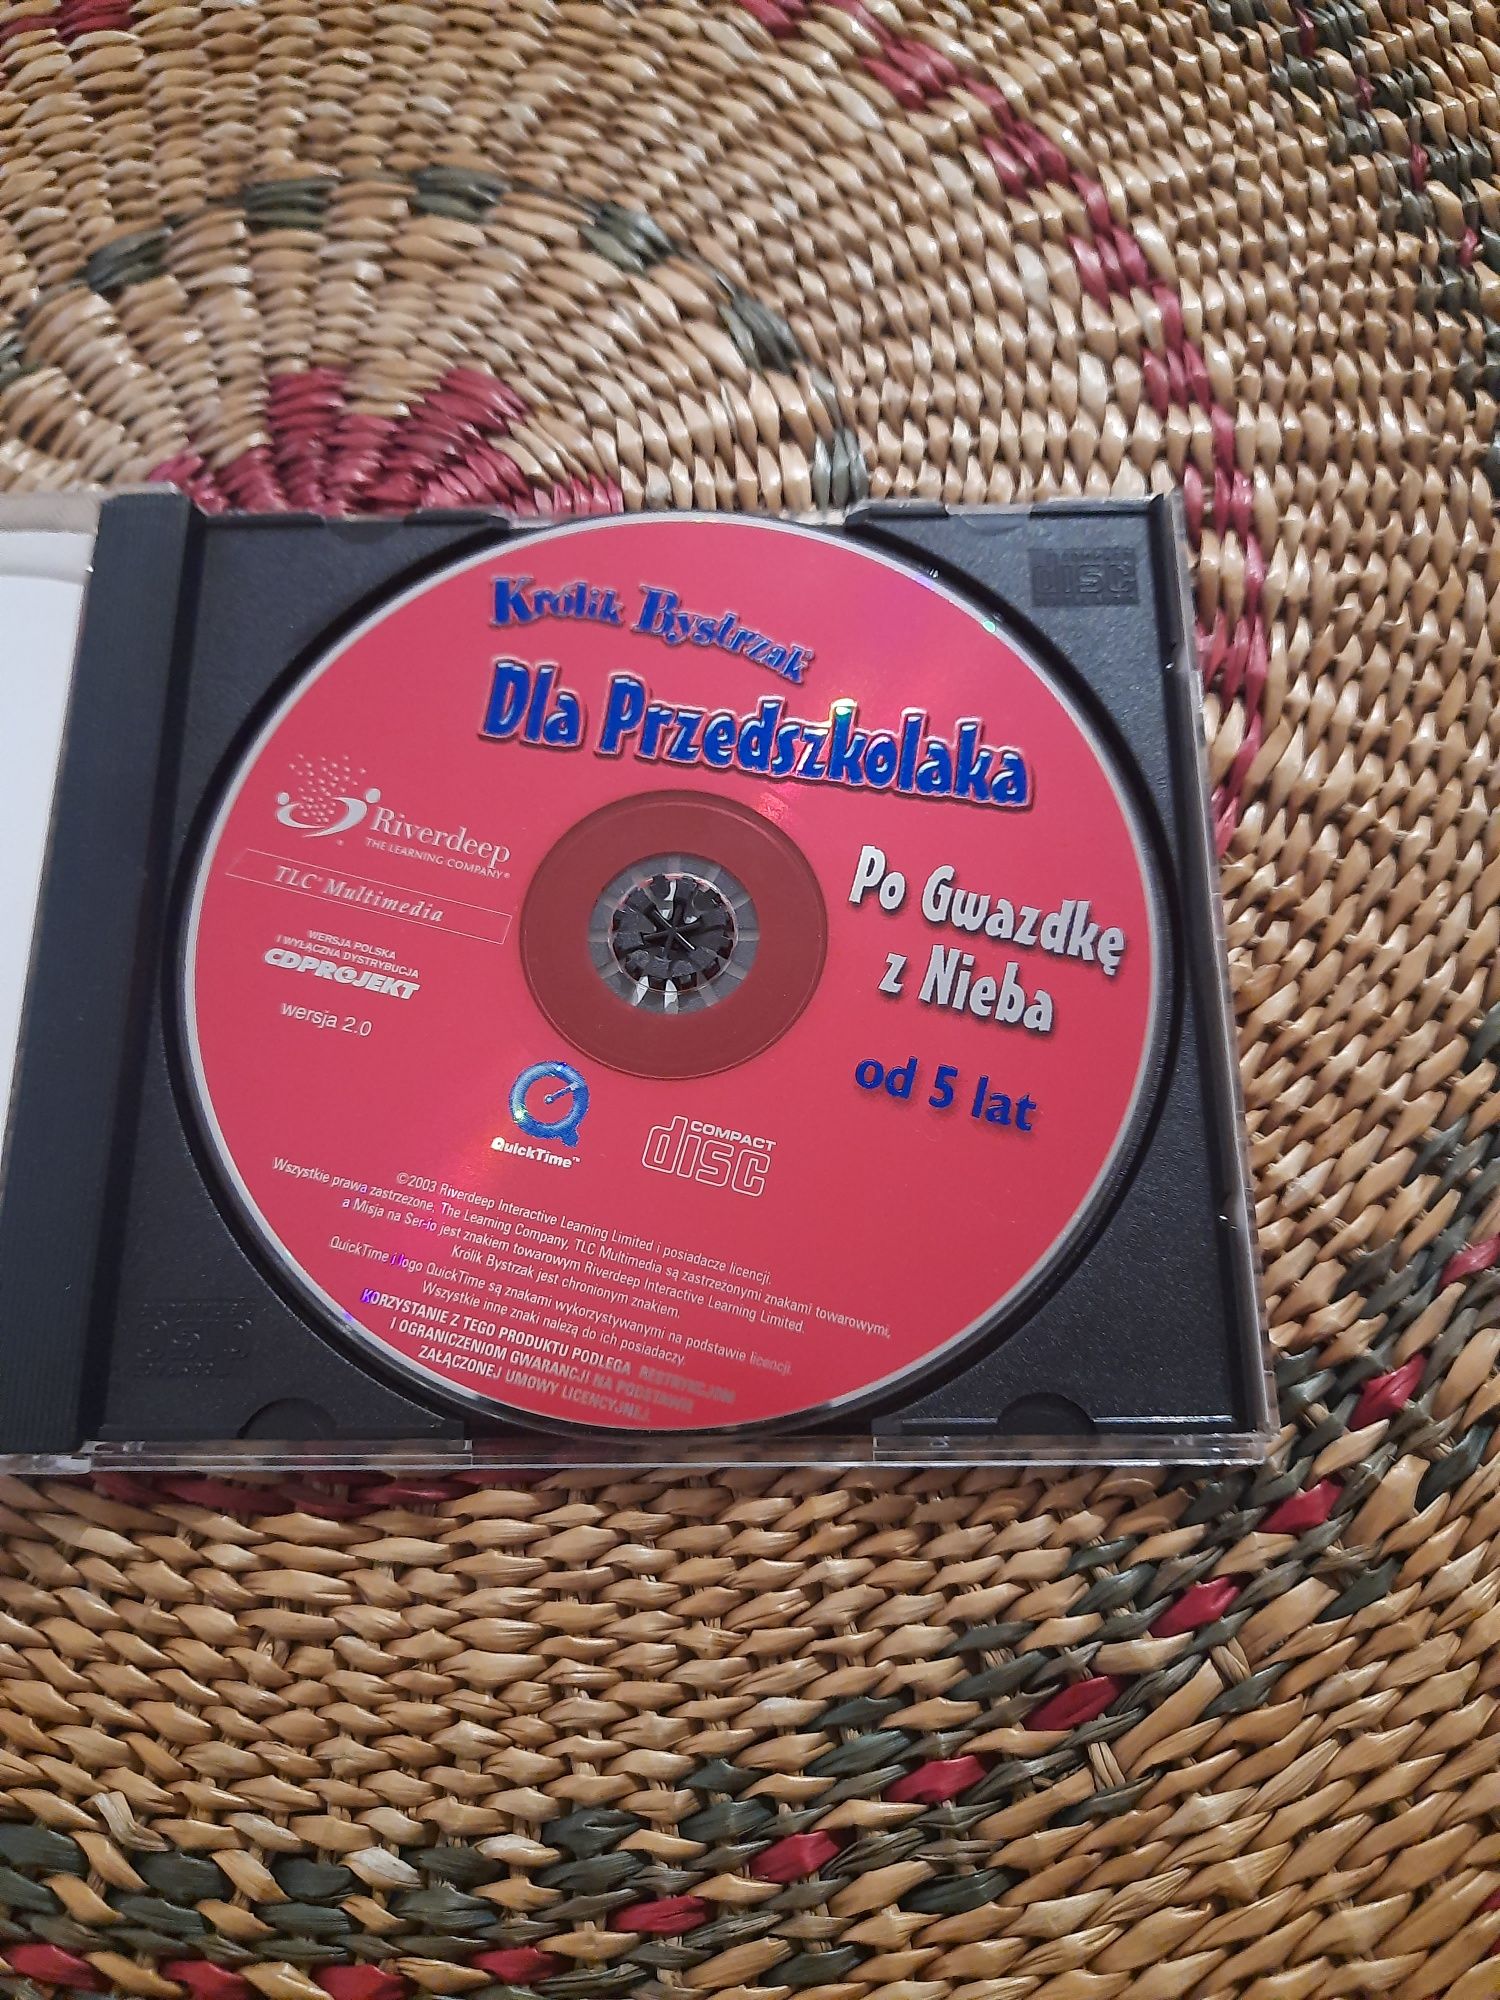 Królik Bystrzak
Dla Przedszkolaka
Riverdeep
THE LEARNING COMPANY®
TLC® Multimedia
WERSJA POLSKA
I WYŁĄCZNA DYSTRYBUCJA
CDPROJEKT
wersja 2.0
Po Gwazdkę
z Nieba
od 5 lat
QuickTime™
COMPACT
disc
©2003 Riverdeep Interactive Learning Limited i posiadacze licencji.
Wszystkie prawa zastrzeżone. The Learning Company, TLC Multimedia są zastrzeżonymi znakami towarowymi,
a Misja na Ser-io jest znakiem towarowym Riverdeep Interactive Learning Limited.
Królik Bystrzak jest chronionym znakiem.
QuickTime i logo QuickTime są znakami wykorzystywanymi na podstawie licencji.
Wszystkie inne znaki należą do ich posiadaczy.
KORZYSTANIE Z TEGO PRODUKTU PODLEGA RESTRYKCJOM
I OGRANICZENIOM GWARANCJI NA PODSTAWIE
ZAŁĄCZONEJ UMOWY LICENCYJNEJ.
COMPACT
disc